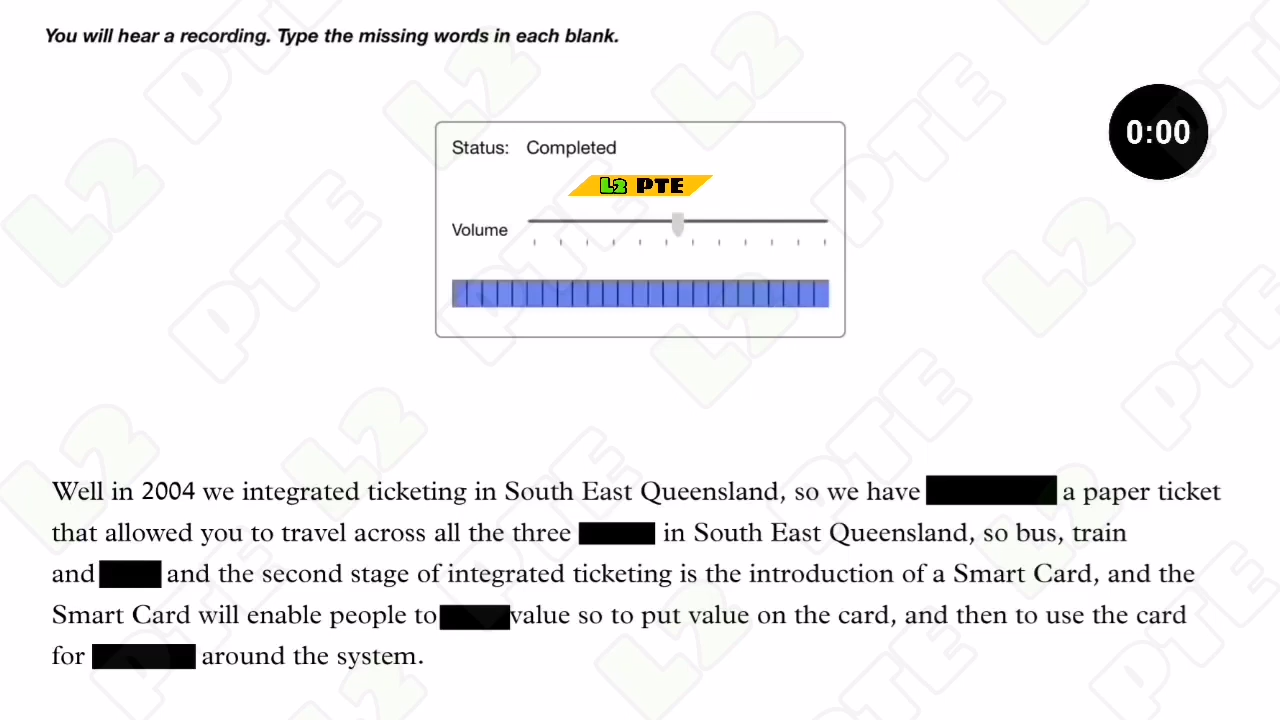 You will hear a recording. Type the missing words in each blank.
0:00
Status: Completed
L2 PTE
Volume
Well in 2004 we integrated ticketing in South East Queensland, so we have a paper ticket
that allowed you to travel across all the three in South East Queensland, so bus, train
and and the second stage of integrated ticketing is the introduction of a Smart Card, and the
Smart Card will enable people to value so to put value on the card, and then to use the card
for around the system.